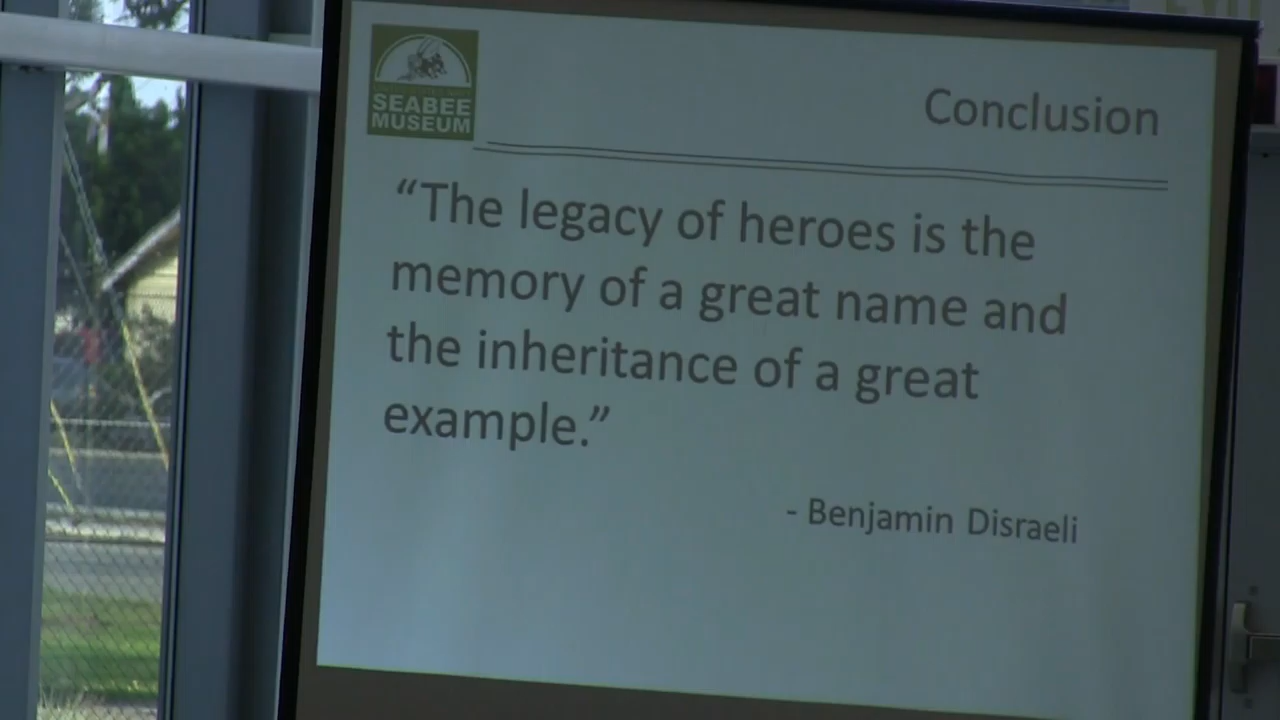 SEABEE
MUSEUM
Conclusion
“The legacy of heroes is the
memory of a great name and
the inheritance of a great
example.”
- Benjamin Disraeli